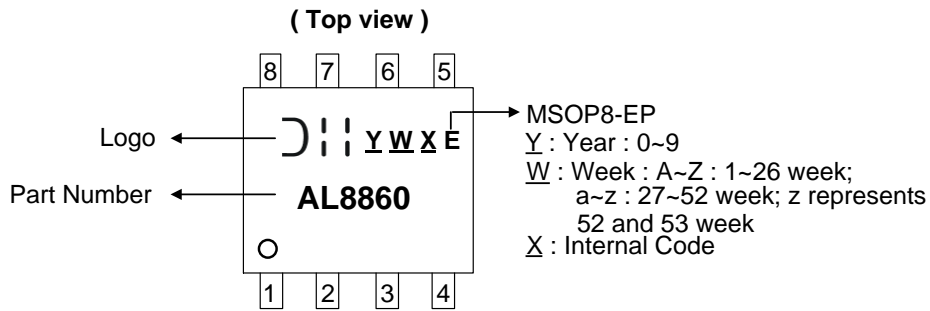 ( Top view )
8 7 6 5
Logo
Y W X E
MSOP8-EP
Y : Year : 0~9
Part Number
AL8860
W : Week : A~Z : 1~26 week;
a~z : 27~52 week; z represents
52 and 53 week
X : Internal Code
1 2 3 4